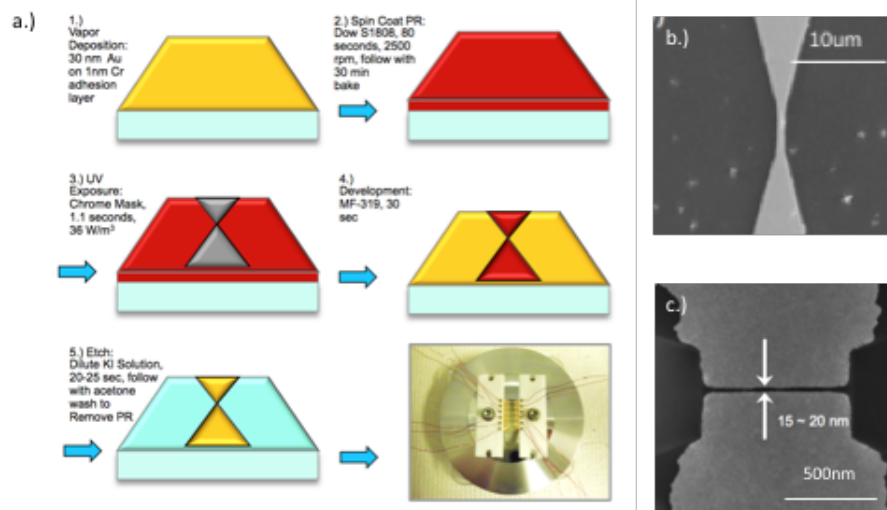 a.)
1.)
Vapor
Deposition:
30 nm Au
on 1nm Cr
adhesion
layer
2.) Spin Coat PR:
Dow S1808, 80
seconds, 2500
rpm, follow with
30 min
bake
3.) UV
Exposure:
Chrome Mask,
1.1 seconds,
36 W/m³
4.)
Development:
MF-319, 30
sec
5.) Etch:
Dilute KI Solution,
20-25 sec, follow
with acetone
wash to
Remove PR
b.)
10um
c.)
15 ~ 20 nm
500nm